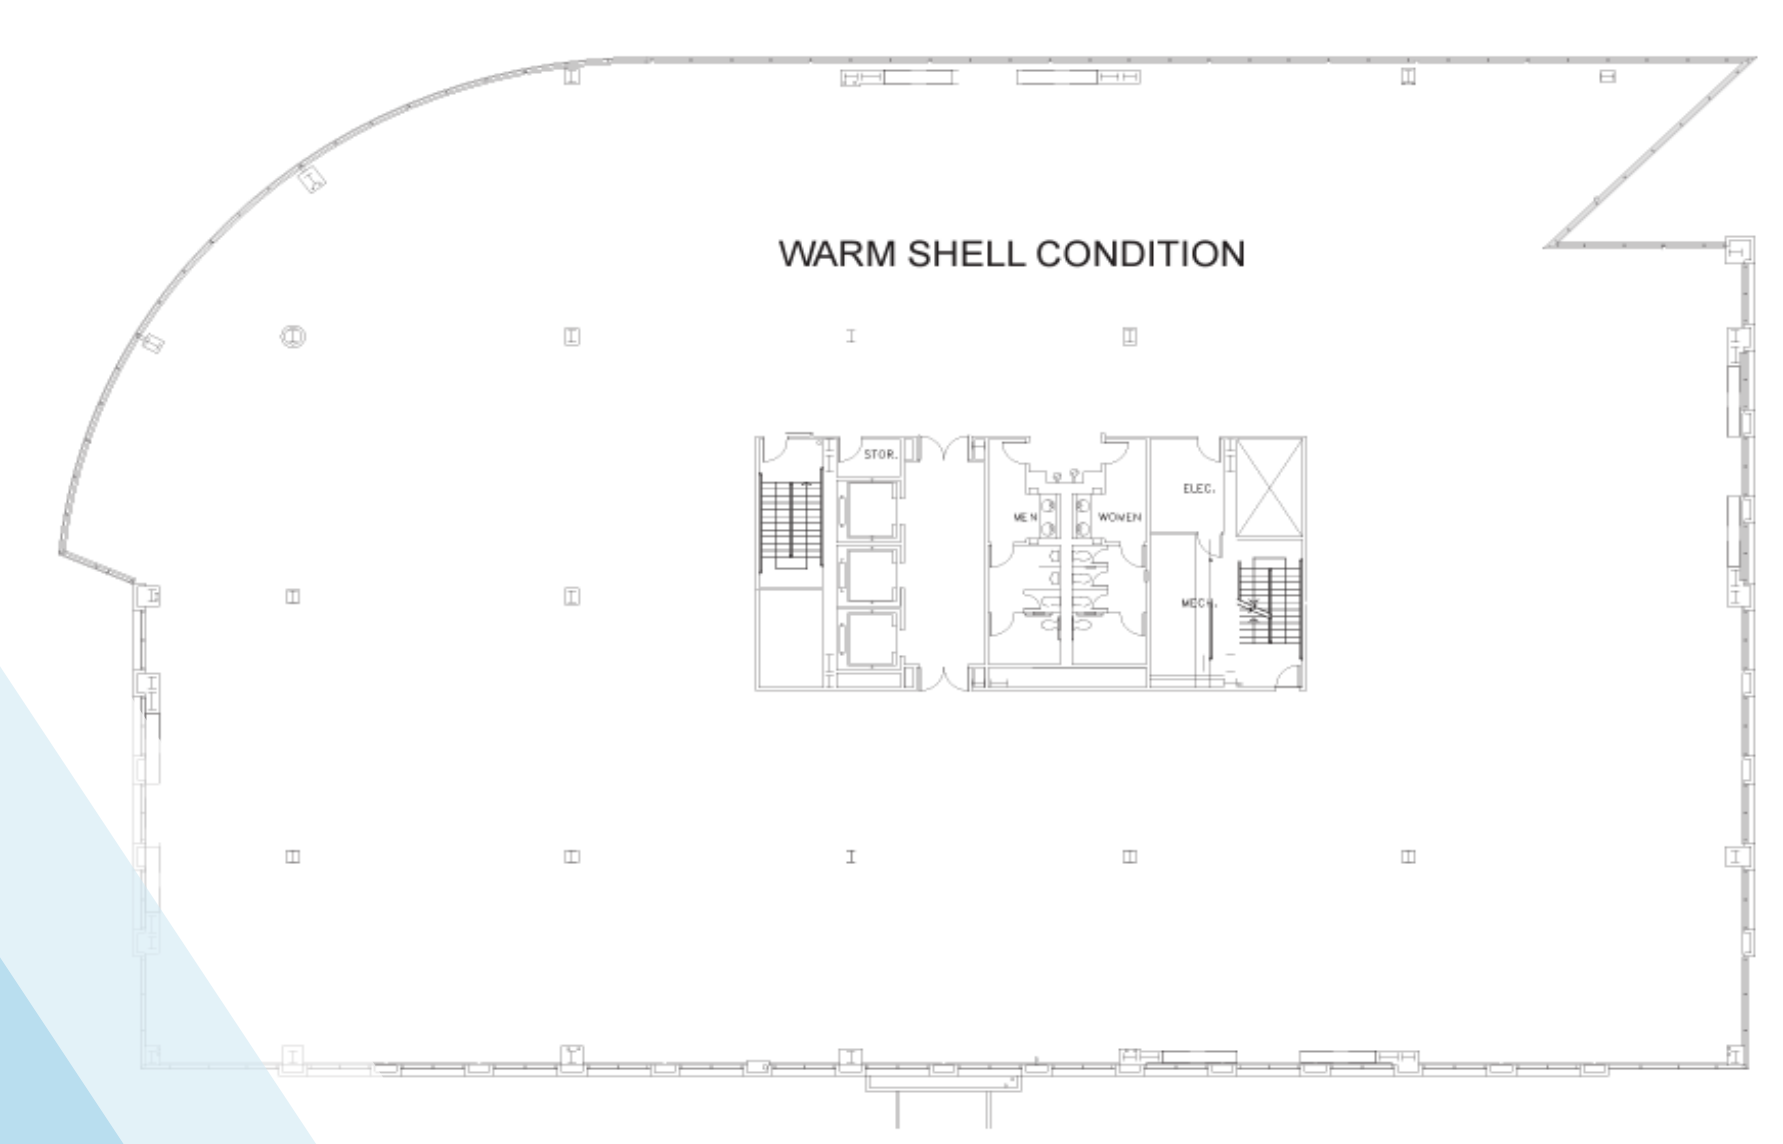 WARM SHELL CONDITION
STOR.
ELEC.
MEN
WOMEN
MECH.